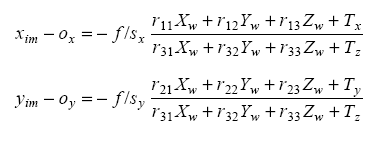 x_im − o_x = − f/s_x (r_11 X_w + r_12 Y_w + r_13 Z_w + T_x) / (r_31 X_w + r_32 Y_w + r_33 Z_w + T_z)
y_im − o_y = − f/s_y (r_21 X_w + r_22 Y_w + r_23 Z_w + T_y) / (r_31 X_w + r_32 Y_w + r_33 Z_w + T_z)